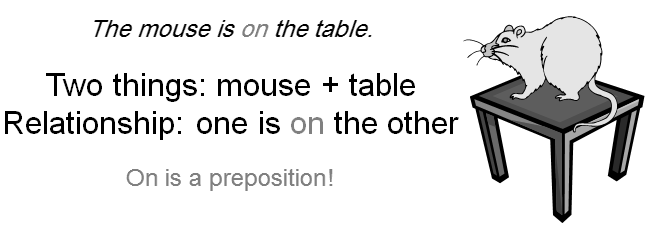 The mouse is on the table.
Two things: mouse + table
Relationship: one is on the other
On is a preposition!